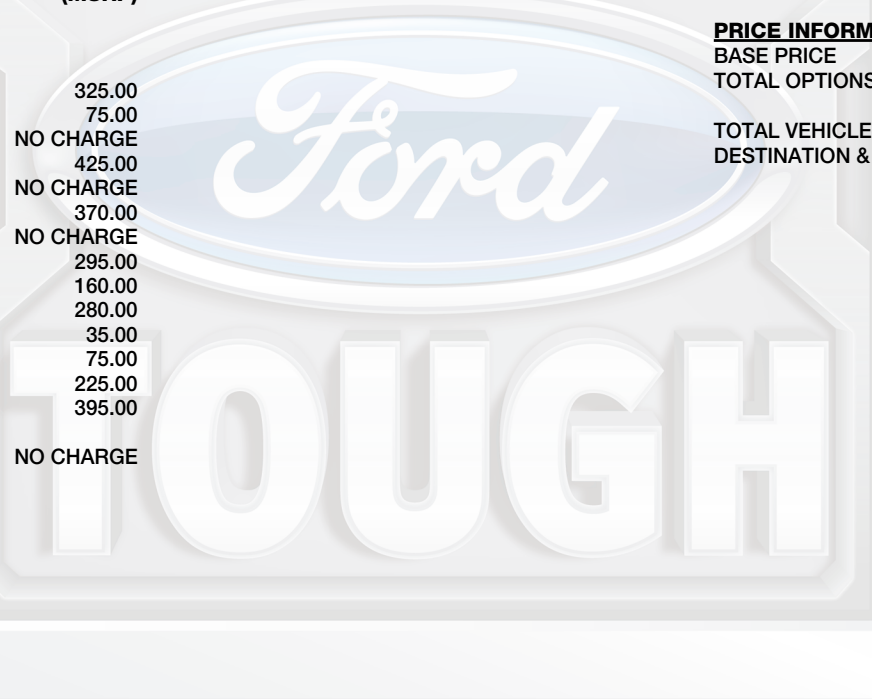 325.00
75.00
NO CHARGE
425.00
NO CHARGE
370.00
NO CHARGE
295.00
160.00
280.00
35.00
75.00
225.00
395.00
NO CHARGE
PRICE INFORM
BASE PRICE
TOTAL OPTIONS
TOTAL VEHICLE
DESTINATION &
Ford
TOUGH